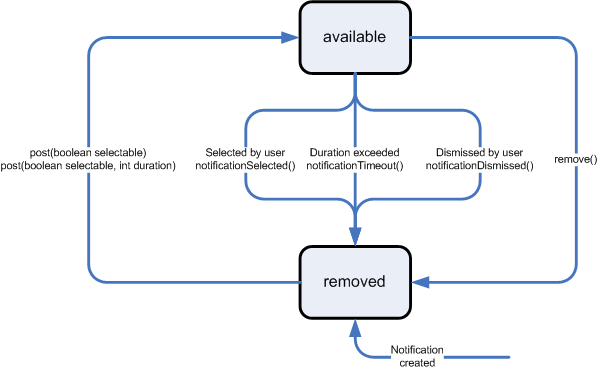 available
post(boolean selectable)
post(boolean selectable, int duration)
Selected by user
notificationSelected()
Duration exceeded
notificationTimeout()
Dismissed by user
notificationDismissed()
remove()
removed
Notification
created